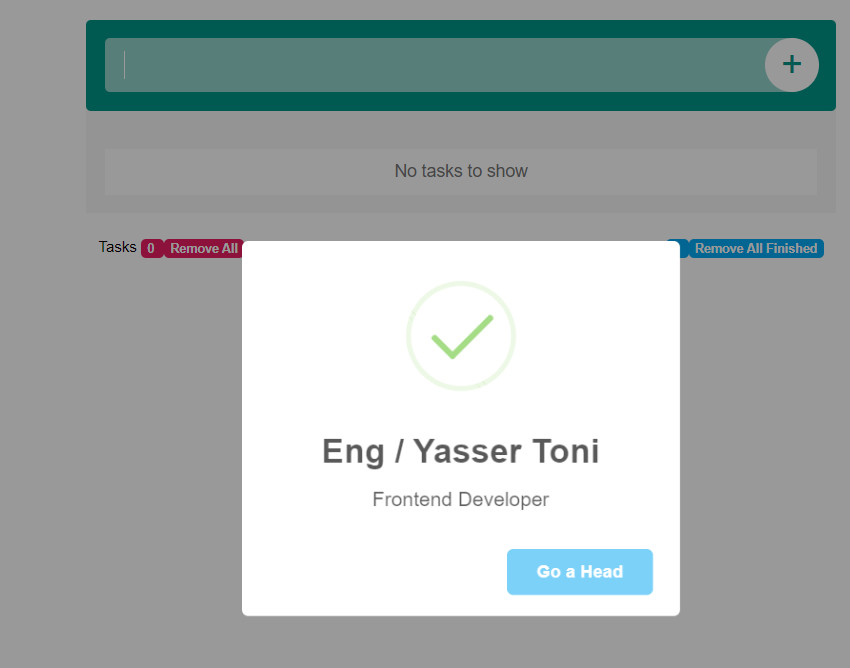 +
No tasks to show
Tasks 0 Remove All
Remove All Finished
Eng / Yasser Toni
Frontend Developer
Go a Head